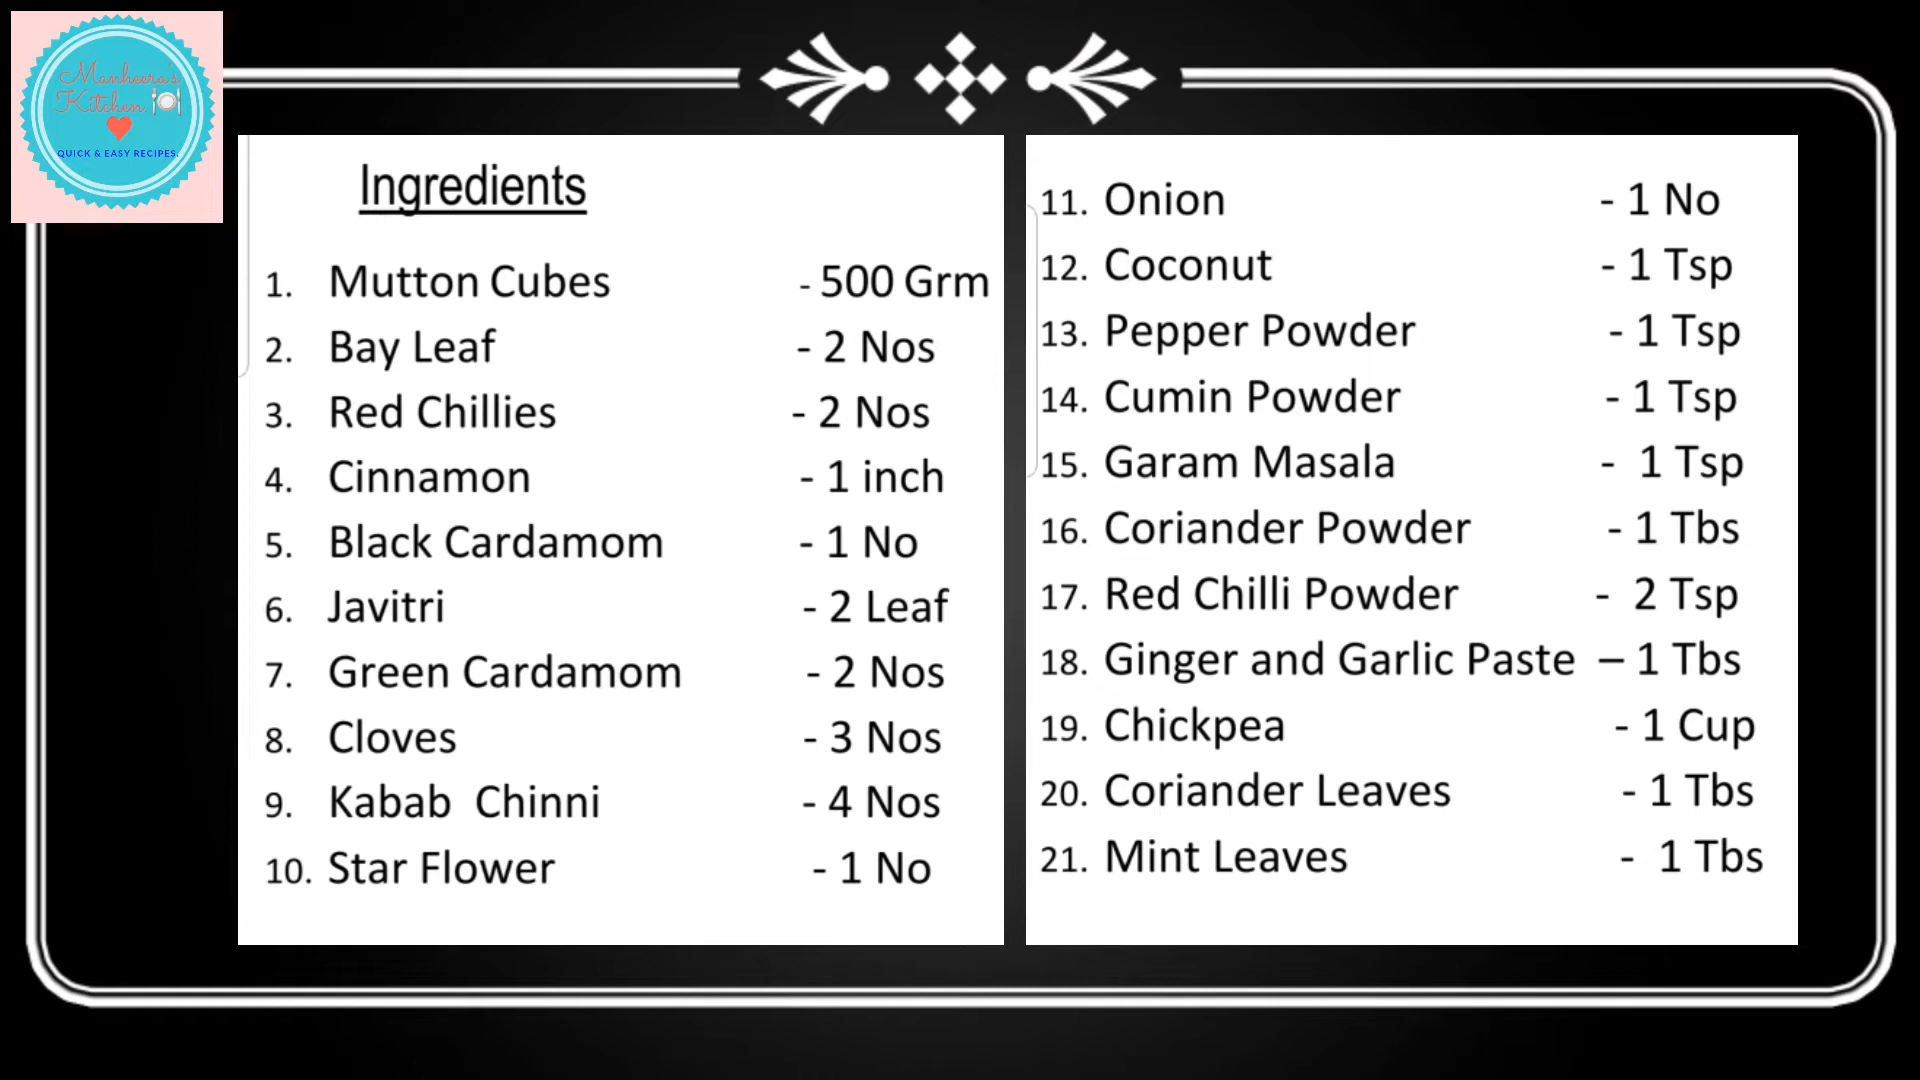 Manheera's
Kitchen
QUICK & EASY RECIPES.
Ingredients
1. Mutton Cubes - 500 Grm
2. Bay Leaf - 2 Nos
3. Red Chillies - 2 Nos
4. Cinnamon - 1 inch
5. Black Cardamom - 1 No
6. Javitri - 2 Leaf
7. Green Cardamom - 2 Nos
8. Cloves - 3 Nos
9. Kabab Chinni - 4 Nos
10. Star Flower - 1 No
11. Onion - 1 No
12. Coconut - 1 Tsp
13. Pepper Powder - 1 Tsp
14. Cumin Powder - 1 Tsp
15. Garam Masala - 1 Tsp
16. Coriander Powder - 1 Tbs
17. Red Chilli Powder - 2 Tsp
18. Ginger and Garlic Paste – 1 Tbs
19. Chickpea - 1 Cup
20. Coriander Leaves - 1 Tbs
21. Mint Leaves - 1 Tbs